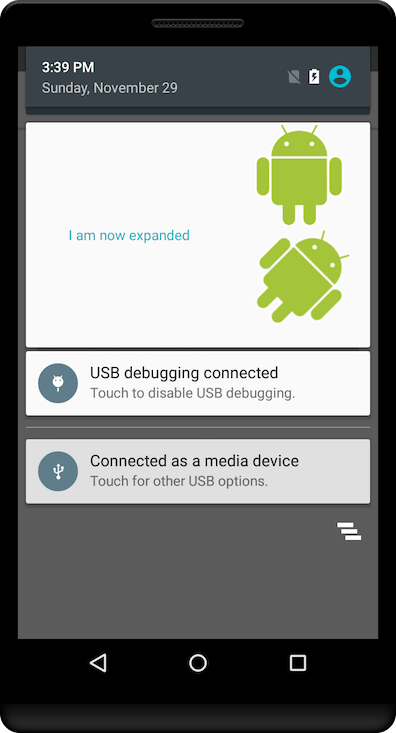 3:39 PM
Sunday, November 29
I am now expanded
USB debugging connected
Touch to disable USB debugging.
Connected as a media device
Touch for other USB options.